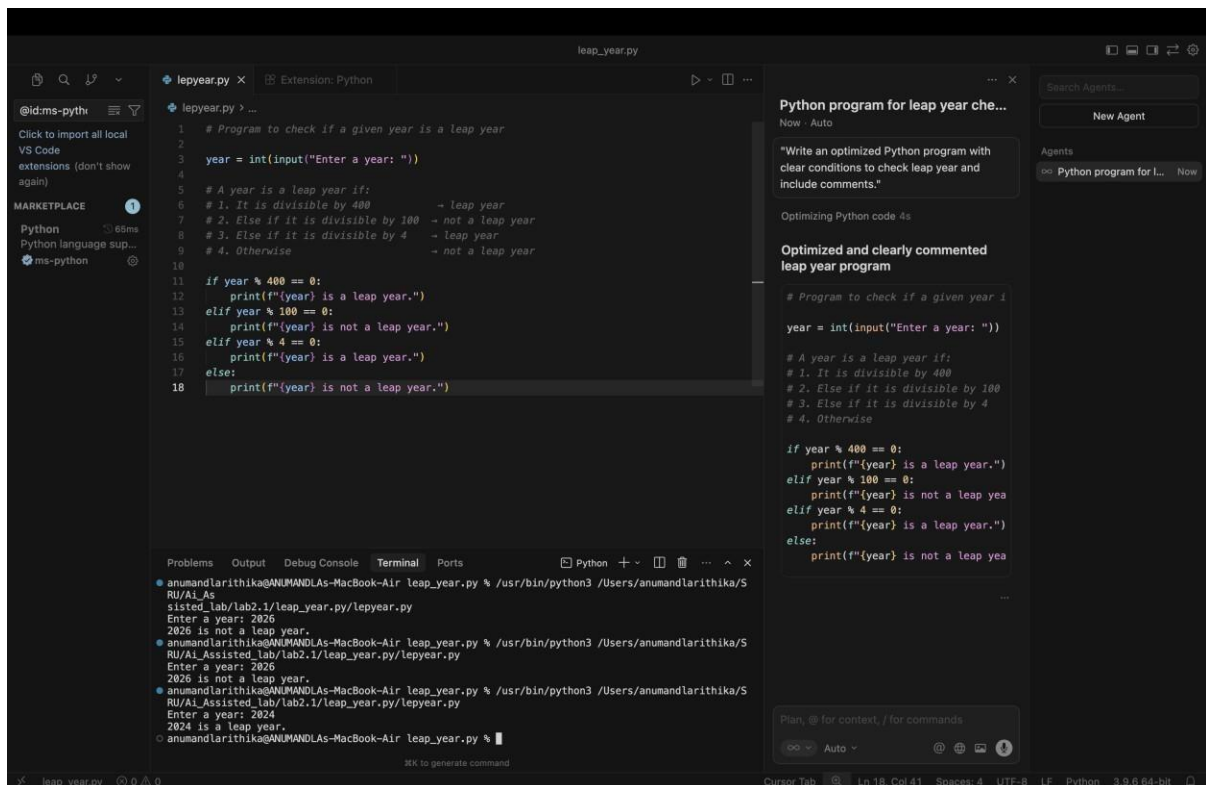 leap_year.py
@id:ms-pytho
Click to import all local
VS Code
extensions (don't show
again)
MARKETPLACE 1
Python 65ms
Python language sup...
ms-python
lepyear.py Extension: Python
lepyear.py > ...
1 # Program to check if a given year is a leap year
2
3 year = int(input("Enter a year: "))
4
5 # A year is a leap year if:
6 # 1. It is divisible by 400 → leap year
7 # 2. Else if it is divisible by 100 → not a leap year
8 # 3. Else if it is divisible by 4 → leap year
9 # 4. Otherwise → not a leap year
10
11 if year % 400 == 0:
12 print(f"{year} is a leap year.")
13 elif year % 100 == 0:
14 print(f"{year} is not a leap year.")
15 elif year % 4 == 0:
16 print(f"{year} is a leap year.")
17 else:
18 print(f"{year} is not a leap year.")
Problems Output Debug Console Terminal Ports Python
anumandlarithika@ANUMANDLAs-MacBook-Air leap_year.py % /usr/bin/python3 /Users/anumandlarithika/S
RU/Ai_As
sisted_lab/lab2.1/leap_year.py/lepyear.py
Enter a year: 2026
2026 is not a leap year.
anumandlarithika@ANUMANDLAs-MacBook-Air leap_year.py % /usr/bin/python3 /Users/anumandlarithika/S
RU/Ai_Assisted_lab/lab2.1/leap_year.py/lepyear.py
Enter a year: 2026
2026 is not a leap year.
anumandlarithika@ANUMANDLAs-MacBook-Air leap_year.py % /usr/bin/python3 /Users/anumandlarithika/S
RU/Ai_Assisted_lab/lab2.1/leap_year.py/lepyear.py
Enter a year: 2024
2024 is a leap year.
anumandlarithika@ANUMANDLAs-MacBook-Air leap_year.py %
⌘K to generate command
Python program for leap year che...
Now · Auto
"Write an optimized Python program with
clear conditions to check leap year and
include comments."
Optimizing Python code 4s
Optimized and clearly commented
leap year program
# Program to check if a given year i
year = int(input("Enter a year: "))
# A year is a leap year if:
# 1. It is divisible by 400
# 2. Else if it is divisible by 100
# 3. Else if it is divisible by 4
# 4. Otherwise
if year % 400 == 0:
print(f"{year} is a leap year.")
elif year % 100 == 0:
print(f"{year} is not a leap yea
elif year % 4 == 0:
print(f"{year} is a leap year.")
else:
print(f"{year} is not a leap yea
Plan, @ for context, / for commands
Auto
Search Agents...
New Agent
Agents
Python program for l... Now
leap_year.py 0 0
Cursor Tab Ln 18, Col 41 Spaces: 4 UTF-8 LF Python 3.9.6 64-bit